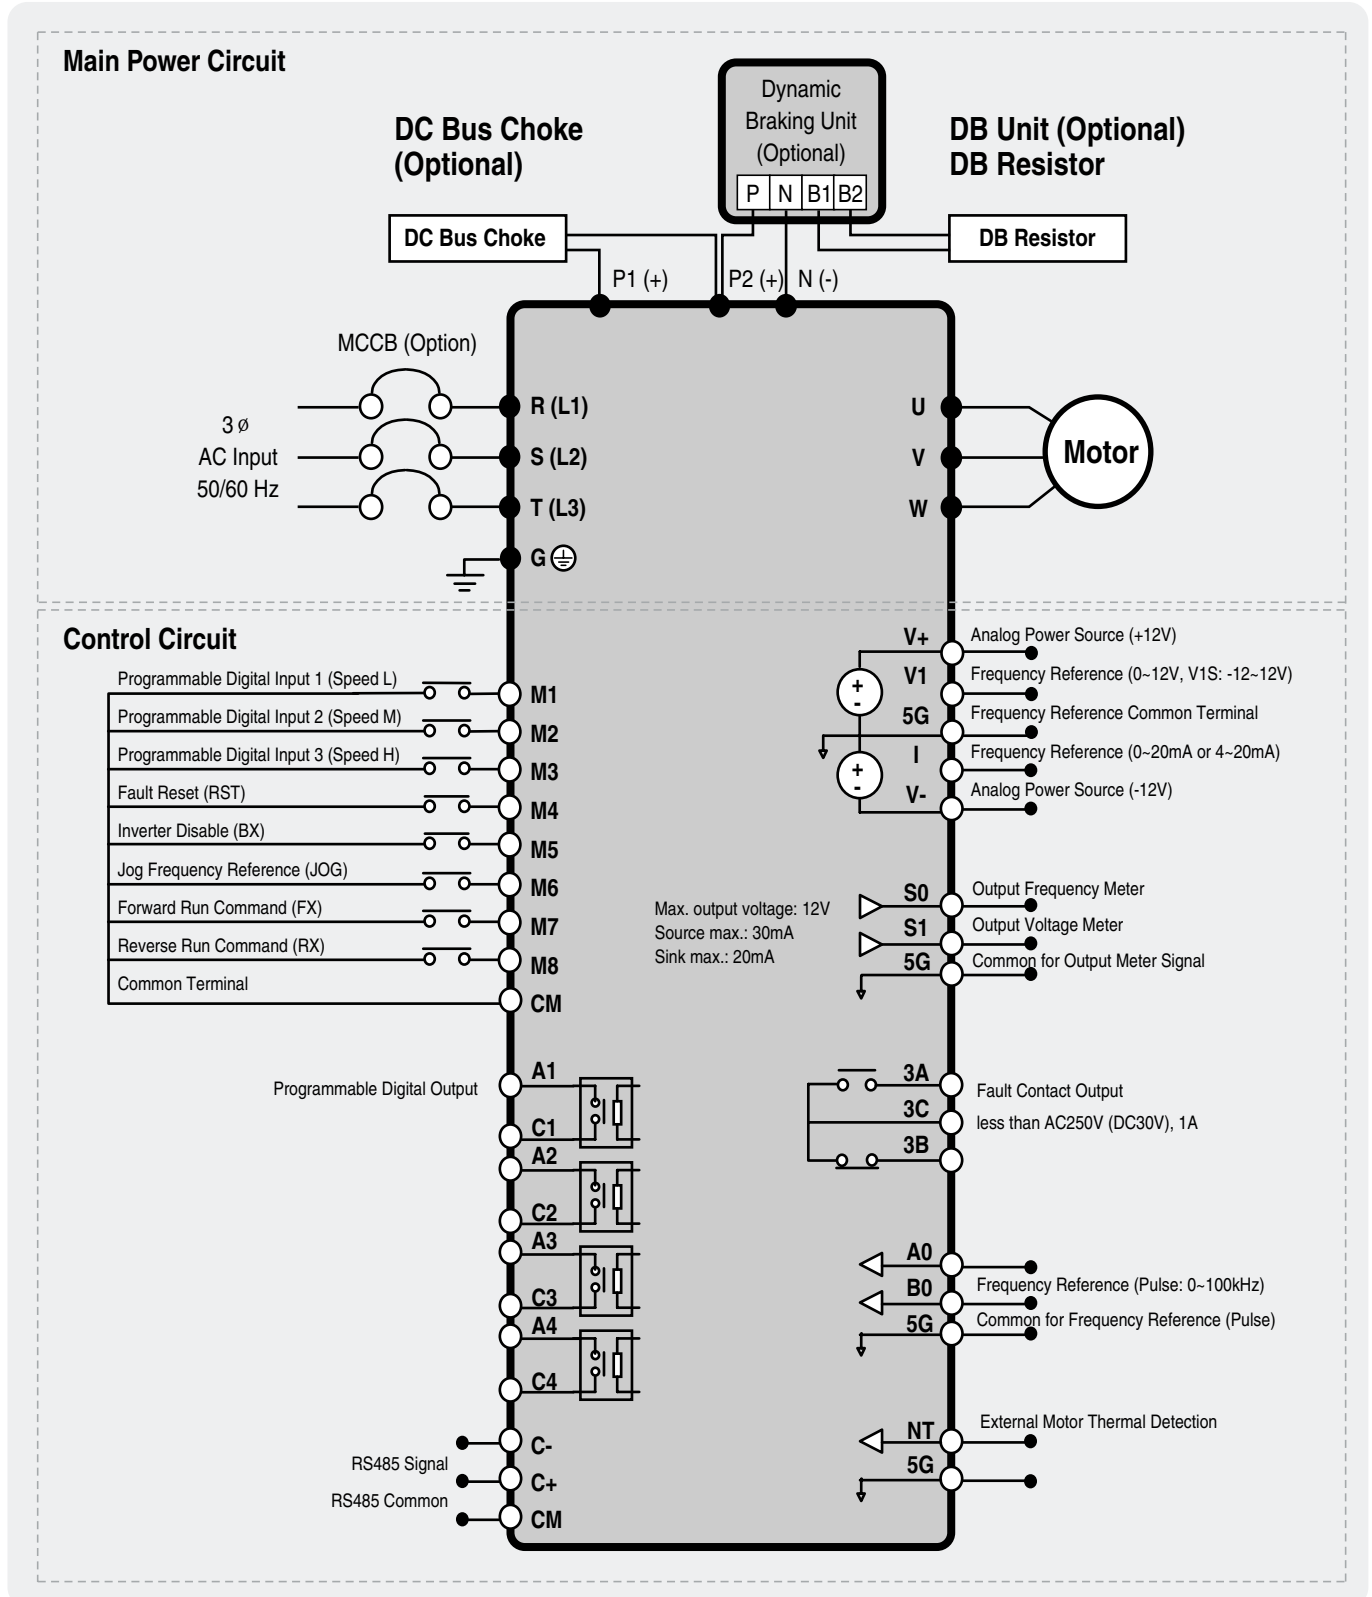 Main Power Circuit
DC Bus Choke
(Optional)
Dynamic
Braking Unit
(Optional)
P N B1 B2
DB Unit (Optional)
DB Resistor
DC Bus Choke
DB Resistor
P1 (+)
P2 (+)
N (-)
MCCB (Option)
3 ø
AC Input
50/60 Hz
R (L1)
S (L2)
T (L3)
G
U
V
W
Motor
Control Circuit
Programmable Digital Input 1 (Speed L)
M1
Programmable Digital Input 2 (Speed M)
M2
Programmable Digital Input 3 (Speed H)
M3
Fault Reset (RST)
M4
Inverter Disable (BX)
M5
Jog Frequency Reference (JOG)
M6
Forward Run Command (FX)
M7
Reverse Run Command (RX)
M8
Common Terminal
CM
V+
Analog Power Source (+12V)
V1
Frequency Reference (0~12V, V1S: -12~12V)
5G
Frequency Reference Common Terminal
I
Frequency Reference (0~20mA or 4~20mA)
V-
Analog Power Source (-12V)
+
-
+
-
Max. output voltage: 12V
Source max.: 30mA
Sink max.: 20mA
S0
Output Frequency Meter
S1
Output Voltage Meter
5G
Common for Output Meter Signal
Programmable Digital Output
A1
C1
A2
C2
A3
C3
A4
C4
3A
Fault Contact Output
3C
less than AC250V (DC30V), 1A
3B
A0
B0
Frequency Reference (Pulse: 0~100kHz)
5G
Common for Frequency Reference (Pulse)
NT
External Motor Thermal Detection
5G
C-
RS485 Signal
C+
RS485 Common
CM